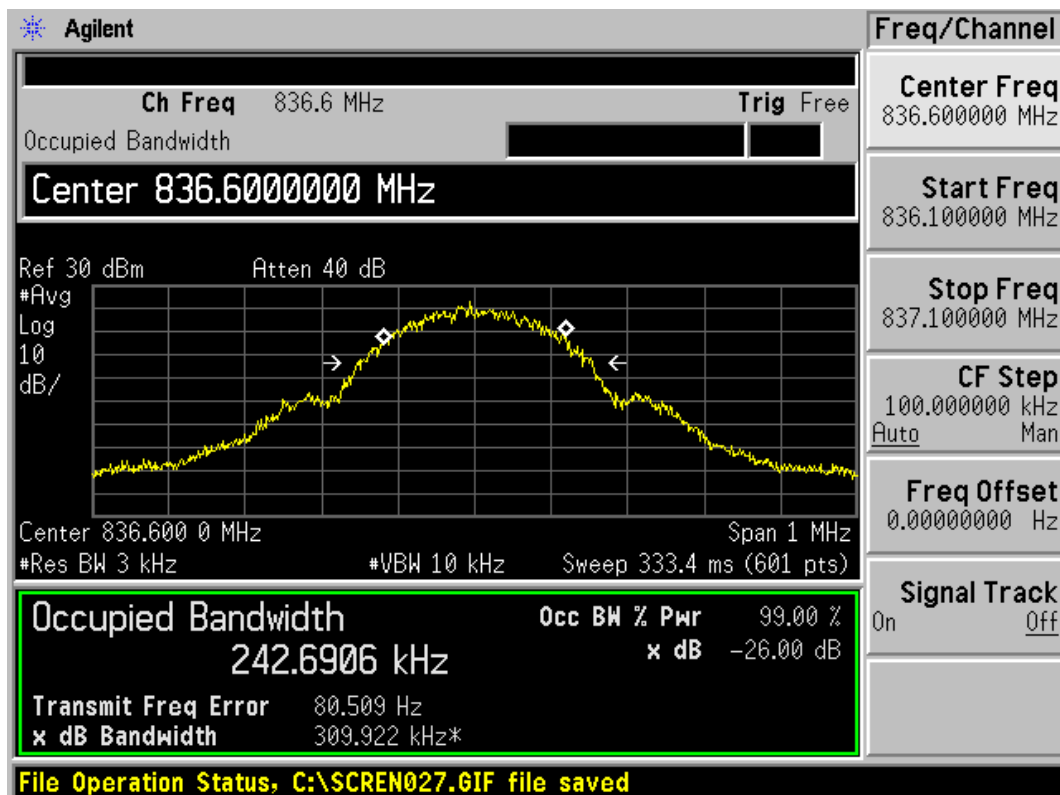 Agilent
Freq/Channel
Ch Freq 836.6 MHz Trig Free
Occupied Bandwidth
Center 836.6000000 MHz
Ref 30 dBm Atten 40 dB
#Avg
Log
10
dB/
Center 836.600 0 MHz Span 1 MHz
#Res BW 3 kHz #VBW 10 kHz Sweep 333.4 ms (601 pts)
Occupied Bandwidth Occ BW % Pwr 99.00 %
242.6906 kHz x dB -26.00 dB
Transmit Freq Error 80.509 Hz
x dB Bandwidth 309.922 kHz*
File Operation Status, C:\SCREN027.GIF file saved
Center Freq
836.600000 MHz
Start Freq
836.100000 MHz
Stop Freq
837.100000 MHz
CF Step
100.000000 kHz
Auto Man
Freq Offset
0.00000000 Hz
Signal Track
On Off